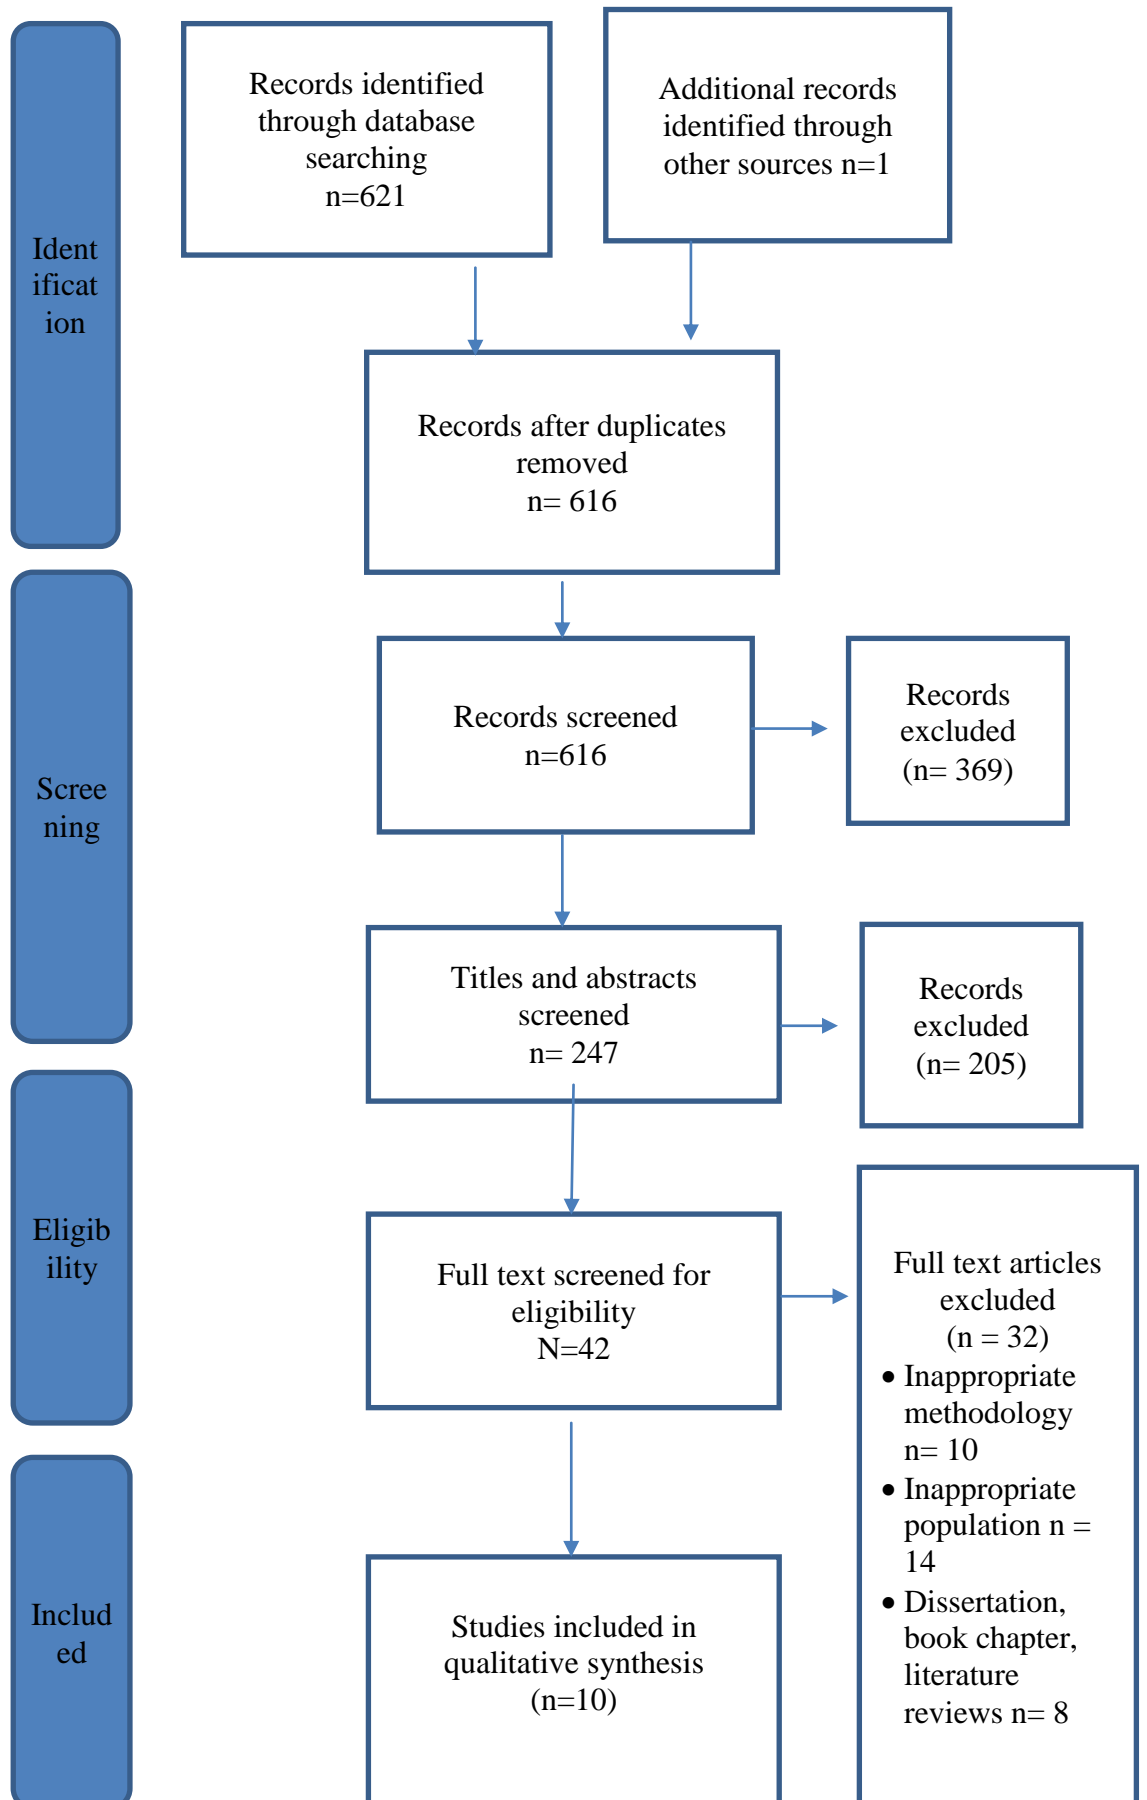 Ident
ificat
ion
Records identified
through database
searching
n=621
Additional records
identified through
other sources n=1
Records after duplicates
removed
n= 616
Scree
ning
Records screened
n=616
Records
excluded
(n= 369)
Titles and abstracts
screened
n= 247
Records
excluded
(n= 205)
Eligib
ility
Full text screened for
eligibility
N=42
Full text articles
excluded
(n = 32)
• Inappropriate
methodology
n= 10
• Inappropriate
population n =
14
• Dissertation,
book chapter,
literature
reviews n= 8
Includ
ed
Studies included in
qualitative synthesis
(n=10)